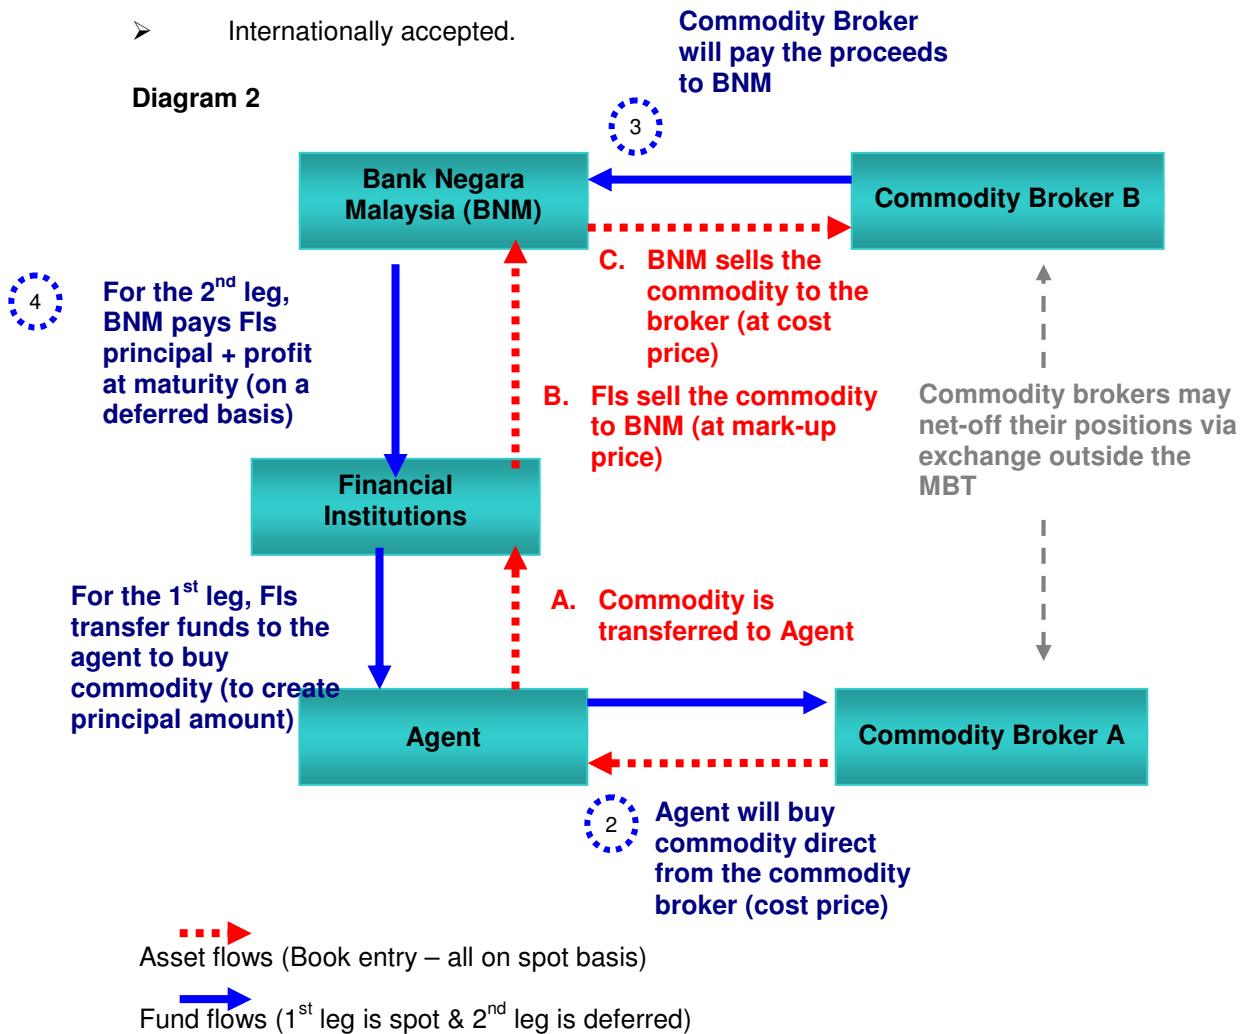 ➢ Internationally accepted.
Diagram 2
Commodity Broker
will pay the proceeds
to BNM
3
Bank Negara
Malaysia (BNM)
Commodity Broker B
4
For the 2nd leg,
BNM pays FIs
principal + profit
at maturity (on a
deferred basis)
C. BNM sells the
commodity to the
broker (at cost
price)
B. FIs sell the commodity
to BNM (at mark-up
price)
Commodity brokers may
net-off their positions via
exchange outside the
MBT
Financial
Institutions
For the 1st leg, FIs
transfer funds to the
agent to buy
commodity (to create
principal amount)
A. Commodity is
transferred to Agent
Agent
Commodity Broker A
2
Agent will buy
commodity direct
from the commodity
broker (cost price)
Asset flows (Book entry – all on spot basis)
Fund flows (1st leg is spot & 2nd leg is deferred)